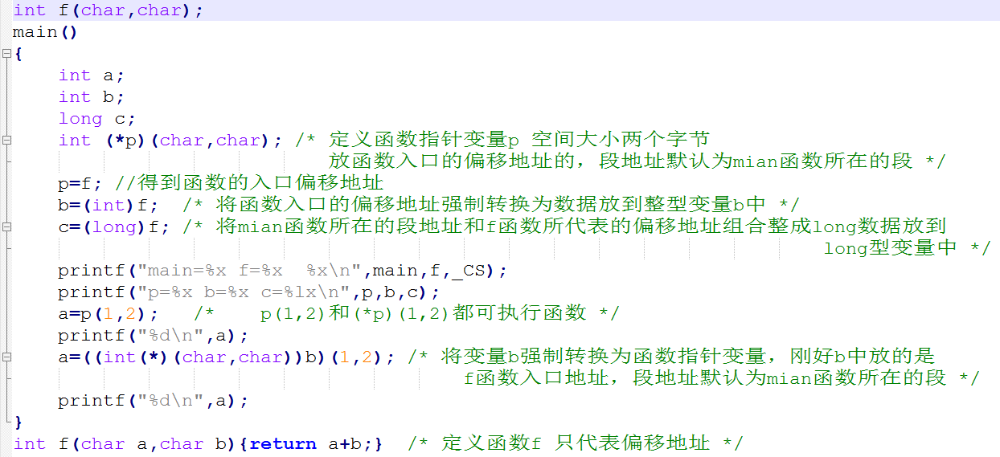 int f(char,char);
main()
{
    int a;
    int b;
    long c;
    int (*p)(char,char); /* 定义函数指针变量p 空间大小两个字节
                            放函数入口的偏移地址的，段地址默认为mian函数所在的段 */
    p=f; //得到函数的入口偏移地址
    b=(int)f;  /* 将函数入口的偏移地址强制转换为数据放到整型变量b中 */
    c=(long)f; /* 将mian函数所在的段地址和f函数所代表的偏移地址组合整成long数据放到
                                                                    long型变量中 */
    printf("main=%x f=%x  %x\n",main,f,_CS);
    printf("p=%x b=%x c=%lx\n",p,b,c);
    a=p(1,2);   /*    p(1,2)和(*p)(1,2)都可执行函数 */
    printf("%d\n",a);
    a=((int(*)(char,char))b)(1,2); /* 将变量b强制转换为函数指针变量，刚好b中放的是
                                        f函数入口地址，段地址默认为mian函数所在的段 */
    printf("%d\n",a);
}
int f(char a,char b){return a+b;}  /* 定义函数f 只代表偏移地址 */